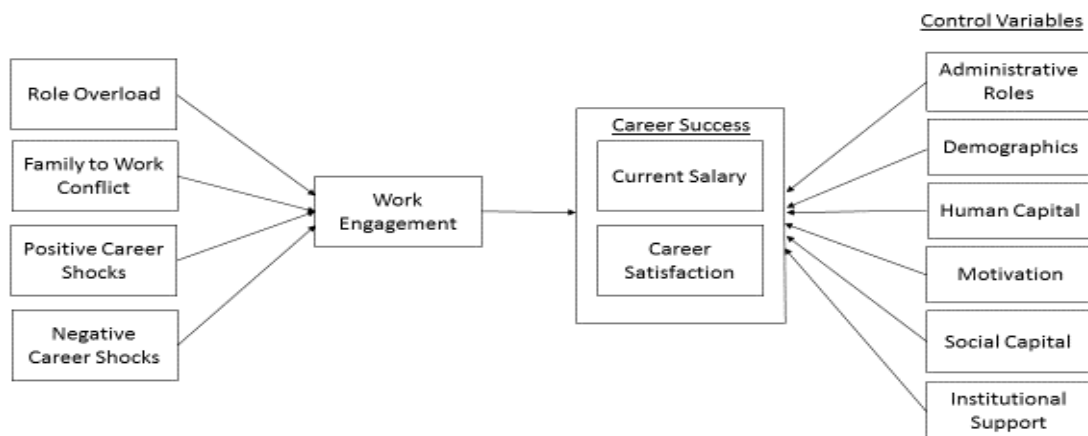 Role Overload
Family to Work
Conflict
Positive Career
Shocks
Negative
Career Shocks
Work
Engagement
Career Success
Current Salary
Career
Satisfaction
Control Variables
Administrative
Roles
Demographics
Human Capital
Motivation
Social Capital
Institutional
Support